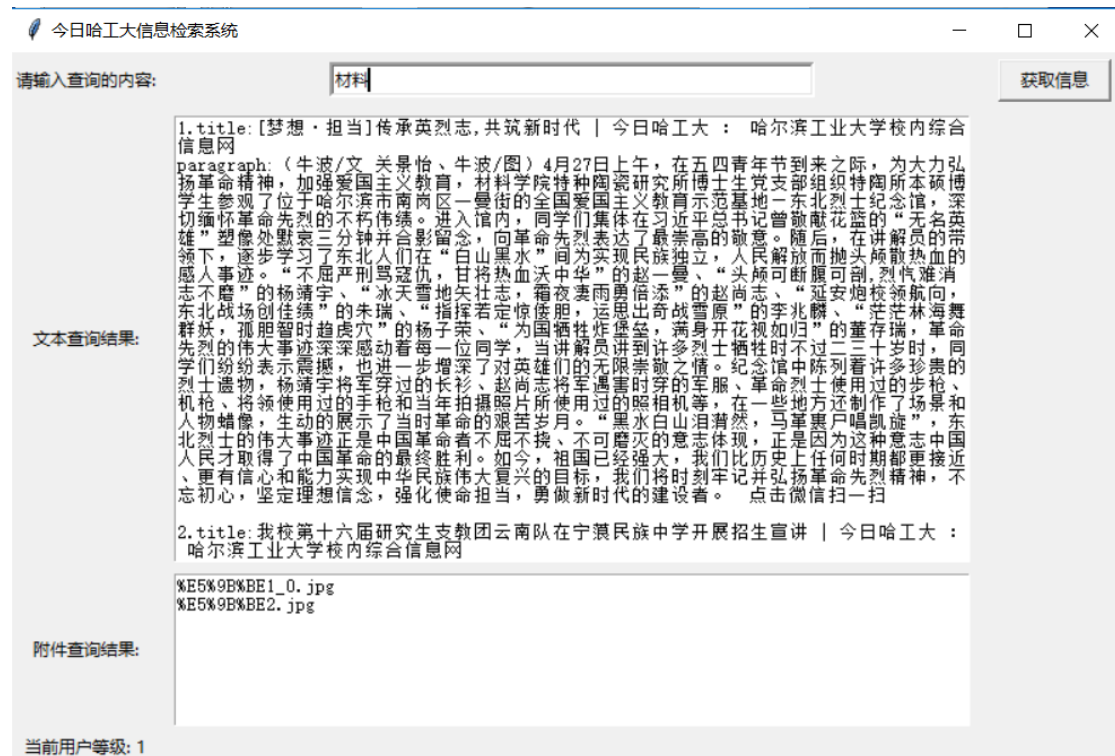 今日哈工大信息检索系统
请输入查询的内容:
材料
获取信息
文本查询结果:
1.title:[梦想·担当]传承英烈志,共筑新时代 | 今日哈工大 : 哈尔滨工业大学校内综合
信息网
paragraph:（牛波/文 关景怡、牛波/图）4月27日上午，在五四青年节到来之际，为大力弘
扬革命精神，加强爱国主义教育，材料学院特种陶瓷研究所博士生党支部组织特陶所本硕博
学生参观了位于哈尔滨市南岗区一曼街的全国爱国主义教育示范基地－东北烈士纪念馆，深
切缅怀革命先烈的不朽伟绩。进入馆内，同学们集体在习近平总书记曾敬献花篮的“无名英
雄”塑像处默哀三分钟并合影留念，向革命先烈表达了最崇高的敬意。随后，在讲解员的带
领下，逐步学习了东北人们在“白山黑水”间为实现民族独立，人民解放而抛头颅散热血的
感人事迹。“不屈严刑骂寇仇，甘将热血沃中华”的赵一曼、“头颅可断腹可剖,烈忾难消
志不磨”的杨靖宇、“冰天雪地矢壮志，霜夜凄雨勇倍添”的赵尚志、“延安炮校领航向，
东北战场创佳绩”的朱瑞、“指挥若定惊倭胆，运思出奇战雪原”的李兆麟、“茫茫林海舞
群妖，孤胆智时趋虎穴”的杨子荣、“为国牺牲炸堡垒，满身开花视如归”的董存瑞，革命
先烈的伟大事迹深深感动着每一位同学，当讲解员讲到许多烈士牺牲时不过二三十岁时，同
学们纷纷表示震撼，也进一步增深了对英雄们的无限崇敬之情。纪念馆中陈列着许多珍贵的
烈士遗物，杨靖宇将军穿过的长衫、赵尚志将军遇害时穿的军服、革命烈士使用过的步枪、
机枪、将领使用过的手枪和当年拍摄照片所使用过的照相机等，在一些地方还制作了场景和
人物蜡像，生动的展示了当时革命的艰苦岁月。“黑水白山泪潸然，马革裹尸唱凯旋”，东
北烈士的伟大事迹正是中国革命者不屈不挠、不可磨灭的意志体现，正是因为这种意志中国
人民才取得了中国革命的最终胜利。如今，祖国已经强大，我们比历史上任何时期都更接近
、更有信心和能力实现中华民族伟大复兴的目标，我们将时刻牢记并弘扬革命先烈精神，不
忘初心，坚定理想信念，强化使命担当，勇做新时代的建设者。 点击微信扫一扫
2.title:我校第十六届研究生支教团云南队在宁蒗民族中学开展招生宣讲 | 今日哈工大 :
哈尔滨工业大学校内综合信息网
附件查询结果:
%E5%9B%BE1_0.jpg
%E5%9B%BE2.jpg
当前用户等级: 1